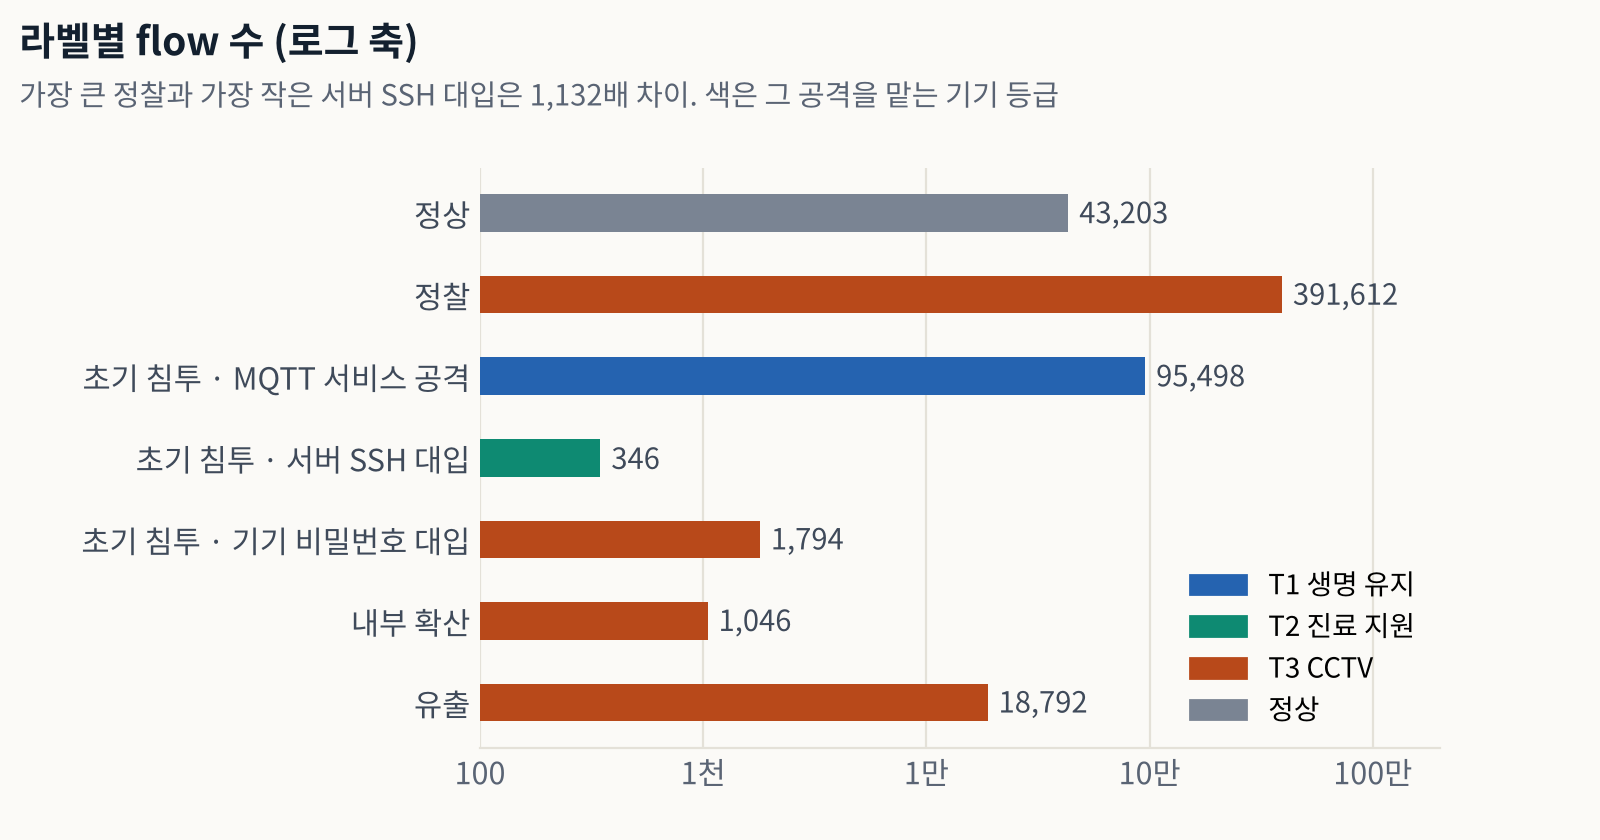 라벨별 flow 수 (로그 축)
가장 큰 정찰과 가장 작은 서버 SSH 대입은 1,132배 차이. 색은 그 공격을 맡는 기기 등급
정상 43,203
정찰 391,612
초기 침투 · MQTT 서비스 공격 95,498
초기 침투 · 서버 SSH 대입 346
초기 침투 · 기기 비밀번호 대입 1,794
내부 확산 1,046
유출 18,792
T1 생명 유지
T2 진료 지원
T3 CCTV
정상
100 1천 1만 10만 100만